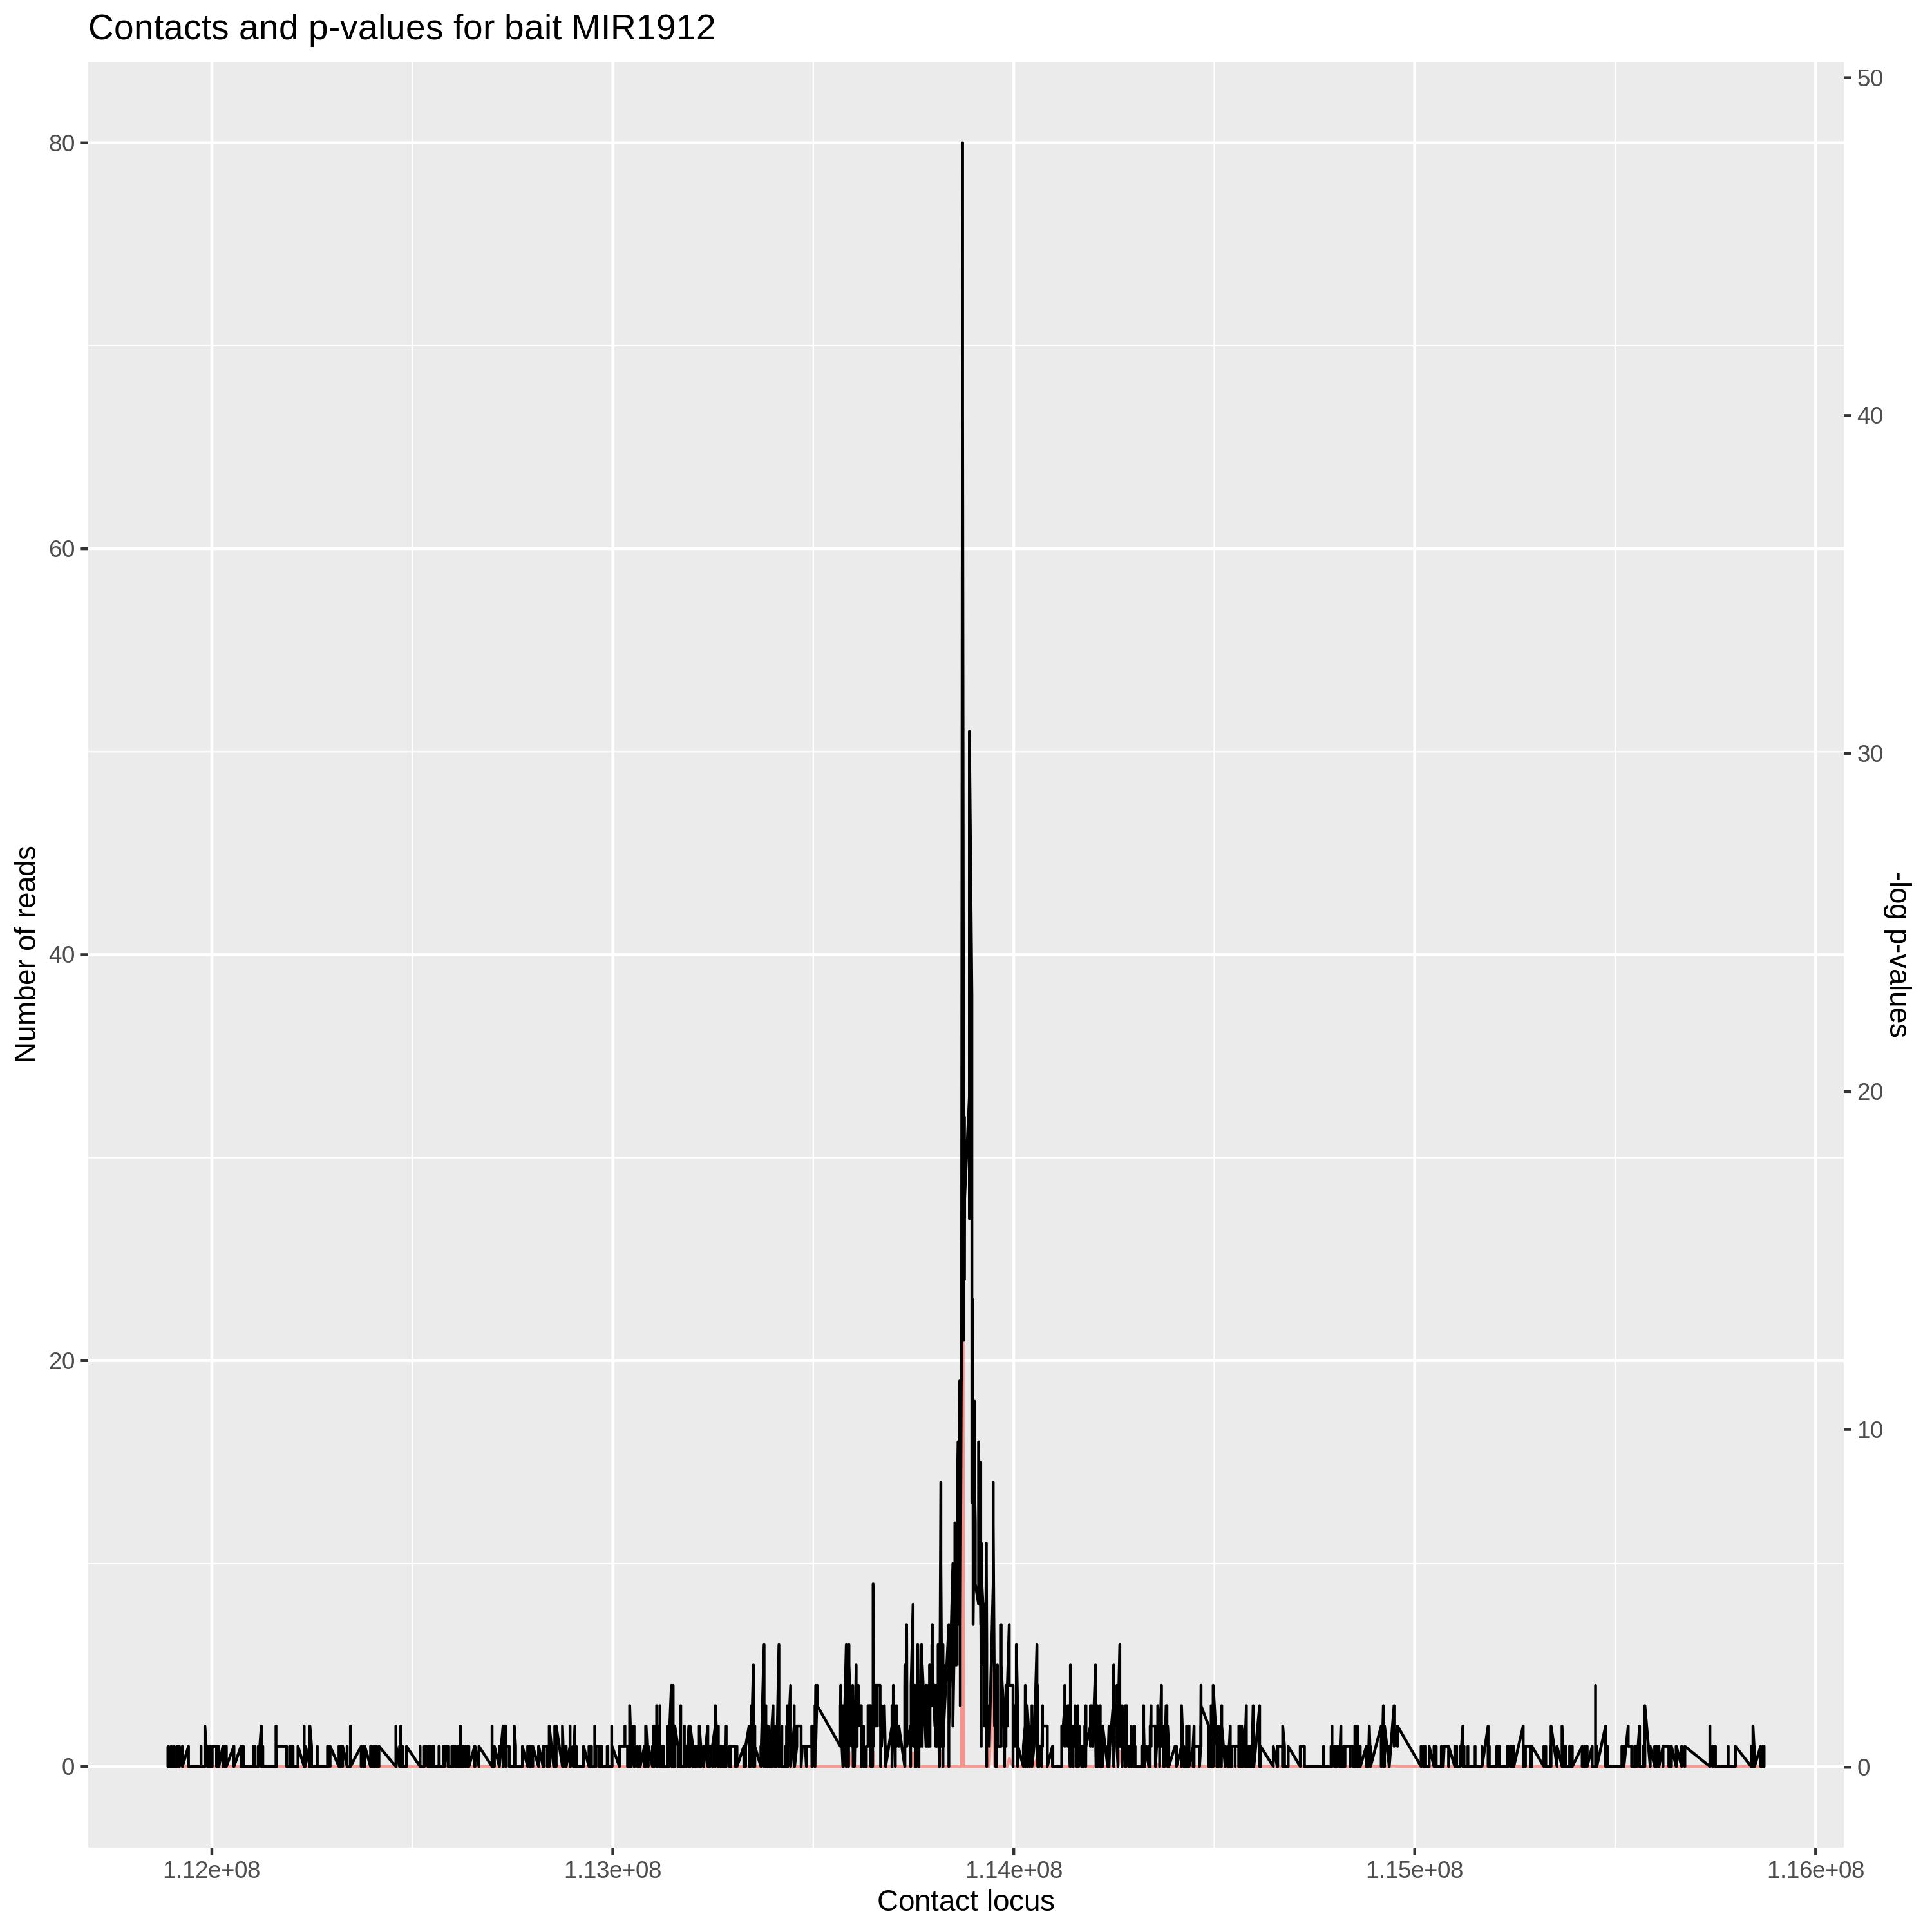 Contacts and p-values for bait MIR1912
80
60
40
20
0
Number of reads
50
40
30
20
10
0
-log p-values
1.12e+08
1.13e+08
1.14e+08
1.15e+08
1.16e+08
Contact locus